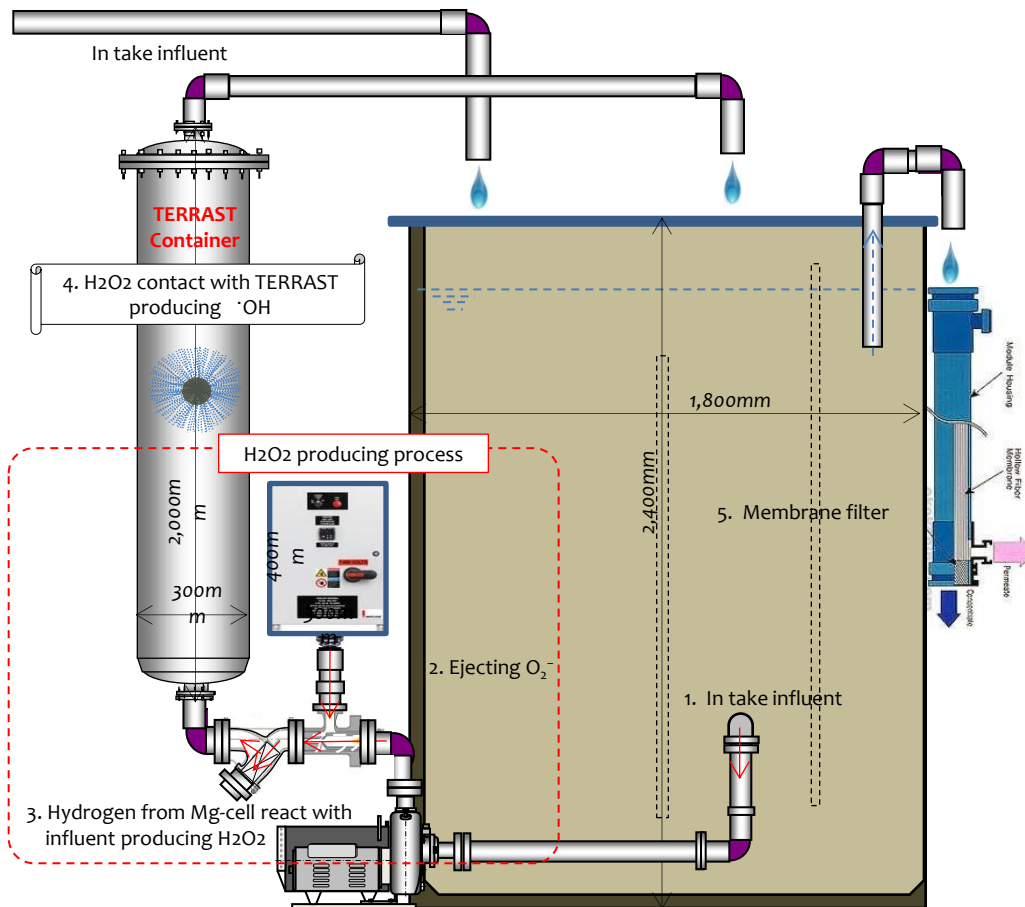 In take influent
TERRAST
Container
4. H2O2 contact with TERRAST
producing ·OH
1,800mm
2,400mm
H2O2 producing process
2,000m
m
300m
m
400m
m
300m
m
5. Membrane filter
2. Ejecting O₂⁻
1. In take influent
3. Hydrogen from Mg-cell react with
influent producing H2O2
Module Housing
Hollow Fiber
Membrane
Permeate
Concentrate